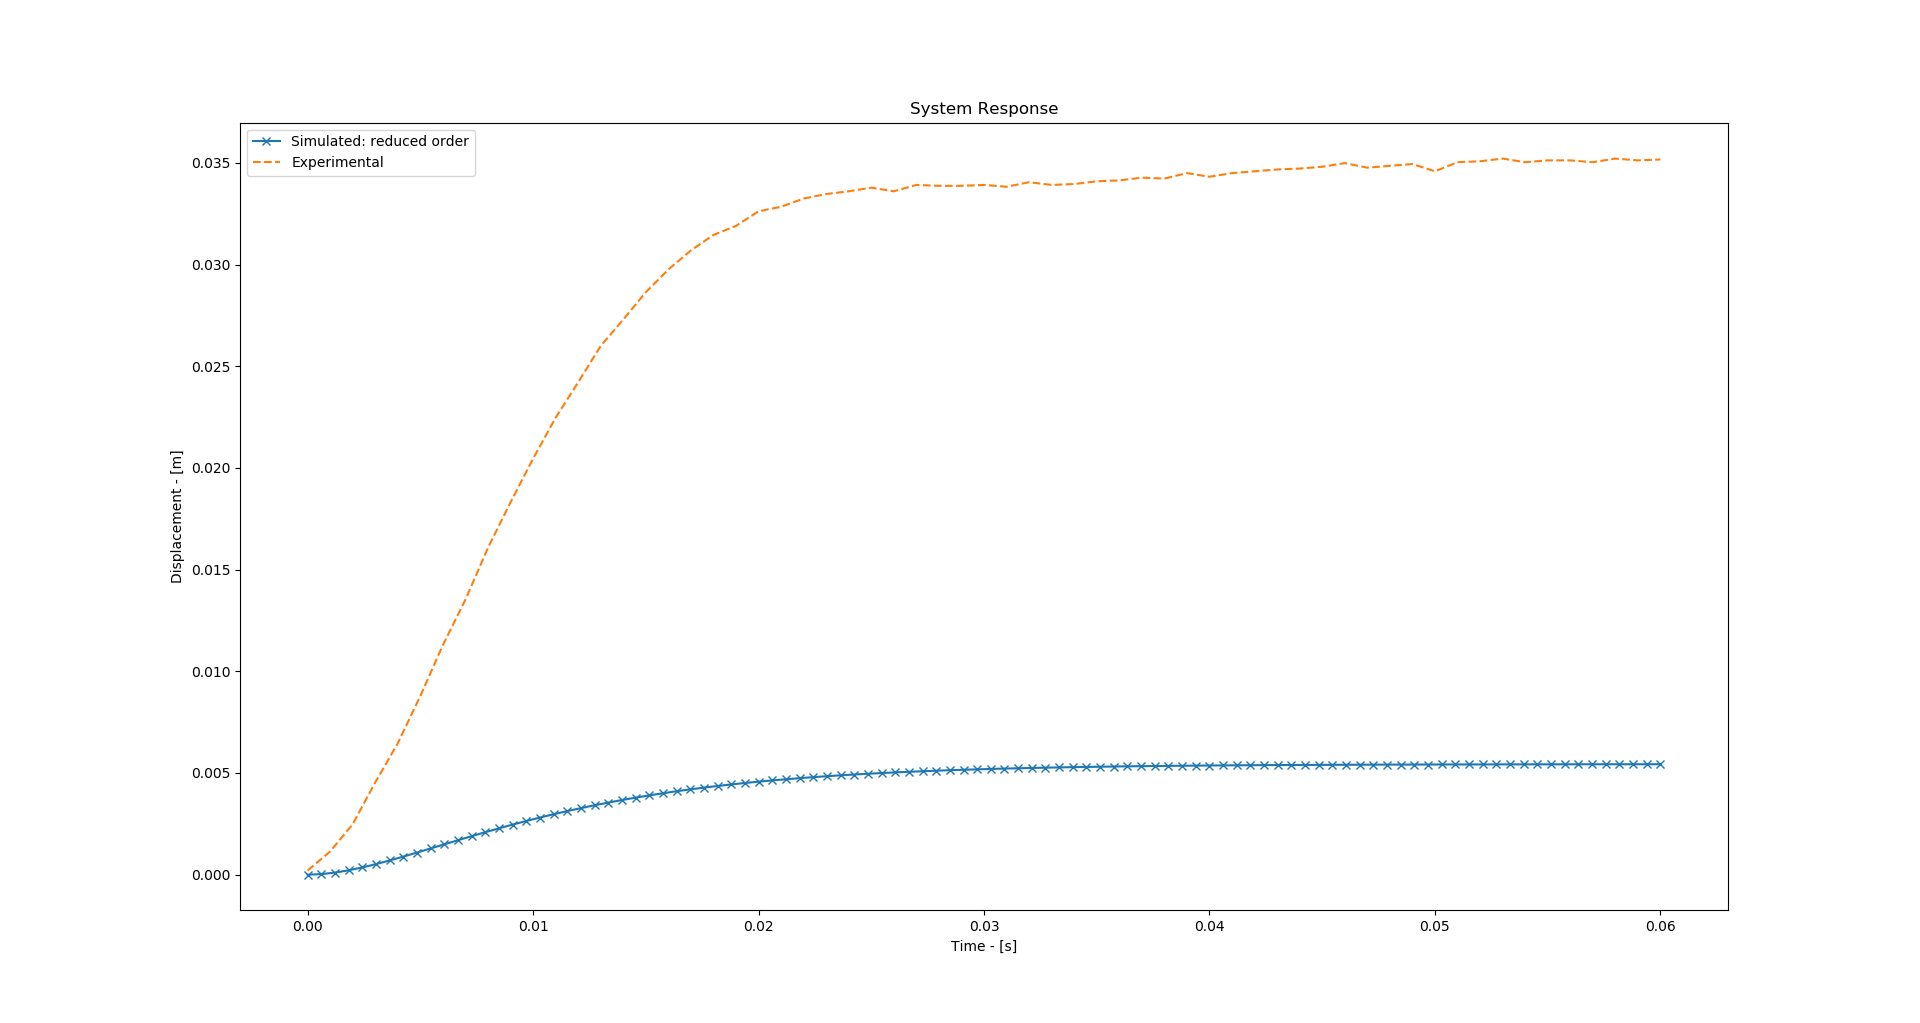 System Response
Simulated: reduced order
Experimental
0.035
0.030
0.025
0.020
0.015
0.010
0.005
0.000
Displacement - [m]
0.00 0.01 0.02 0.03 0.04 0.05 0.06
Time - [s]